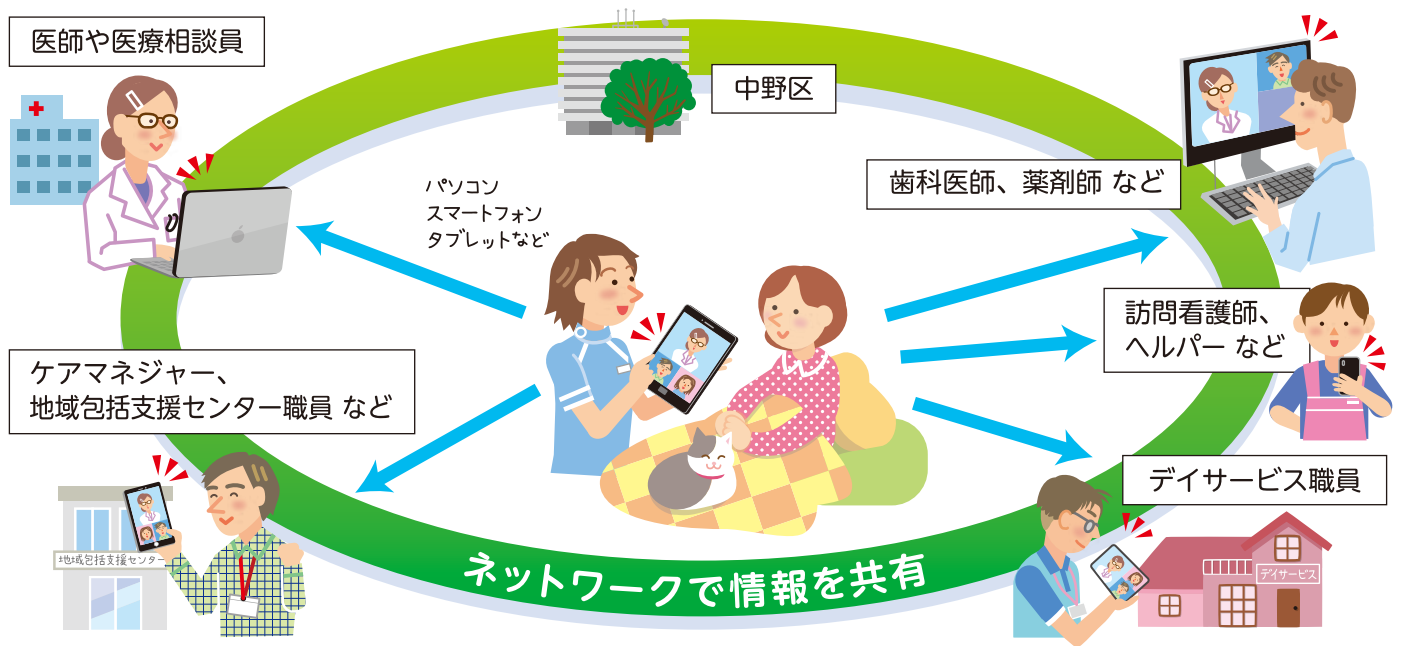 医師や医療相談員
中野区
歯科医師、薬剤師 など
パソコン
スマートフォン
タブレットなど
訪問看護師、
ヘルパー など
ケアマネジャー、
地域包括支援センター職員 など
デイサービス職員
地域包括支援センター
デイサービス
ネットワークで情報を共有